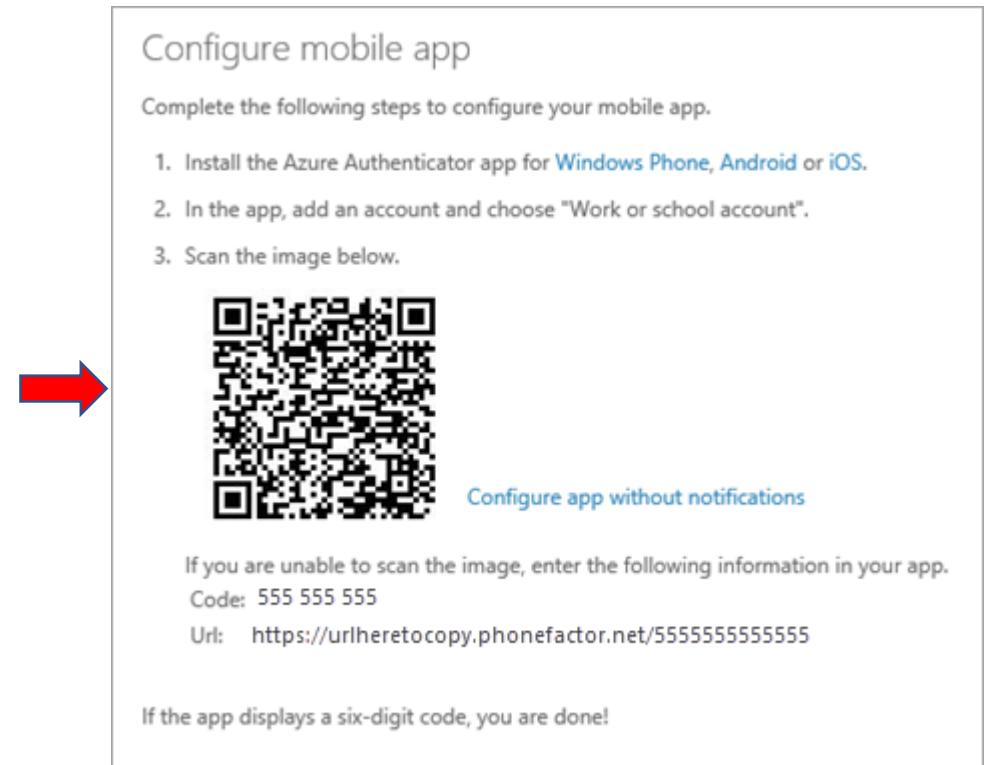 Configure mobile app
Complete the following steps to configure your mobile app.
1. Install the Azure Authenticator app for Windows Phone, Android or iOS.
2. In the app, add an account and choose "Work or school account".
3. Scan the image below.
Configure app without notifications
If you are unable to scan the image, enter the following information in your app.
Code: 555 555 555
Url: https://urlheretocopy.phonefactor.net/5555555555555
If the app displays a six-digit code, you are done!